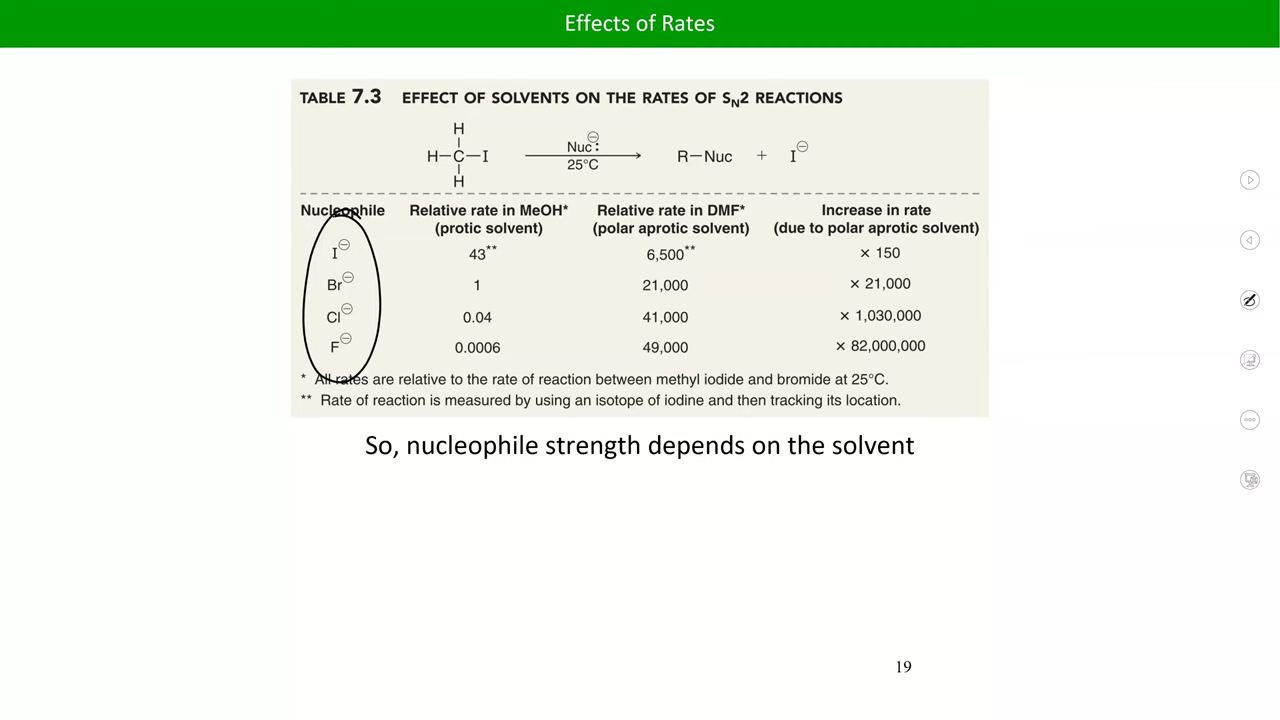 Effects of Rates
TABLE 7.3 EFFECT OF SOLVENTS ON THE RATES OF SN2 REACTIONS
H
H–C–I
H
Nuc:⊖
25°C
R–Nuc + I⊖
Nucleophile Relative rate in MeOH* Relative rate in DMF* Increase in rate
(protic solvent) (polar aprotic solvent) (due to polar aprotic solvent)
I⊖ 43** 6,500** × 150
Br⊖ 1 21,000 × 21,000
Cl⊖ 0.04 41,000 × 1,030,000
F⊖ 0.0006 49,000 × 82,000,000
* All rates are relative to the rate of reaction between methyl iodide and bromide at 25°C.
** Rate of reaction is measured by using an isotope of iodine and then tracking its location.
So, nucleophile strength depends on the solvent
19